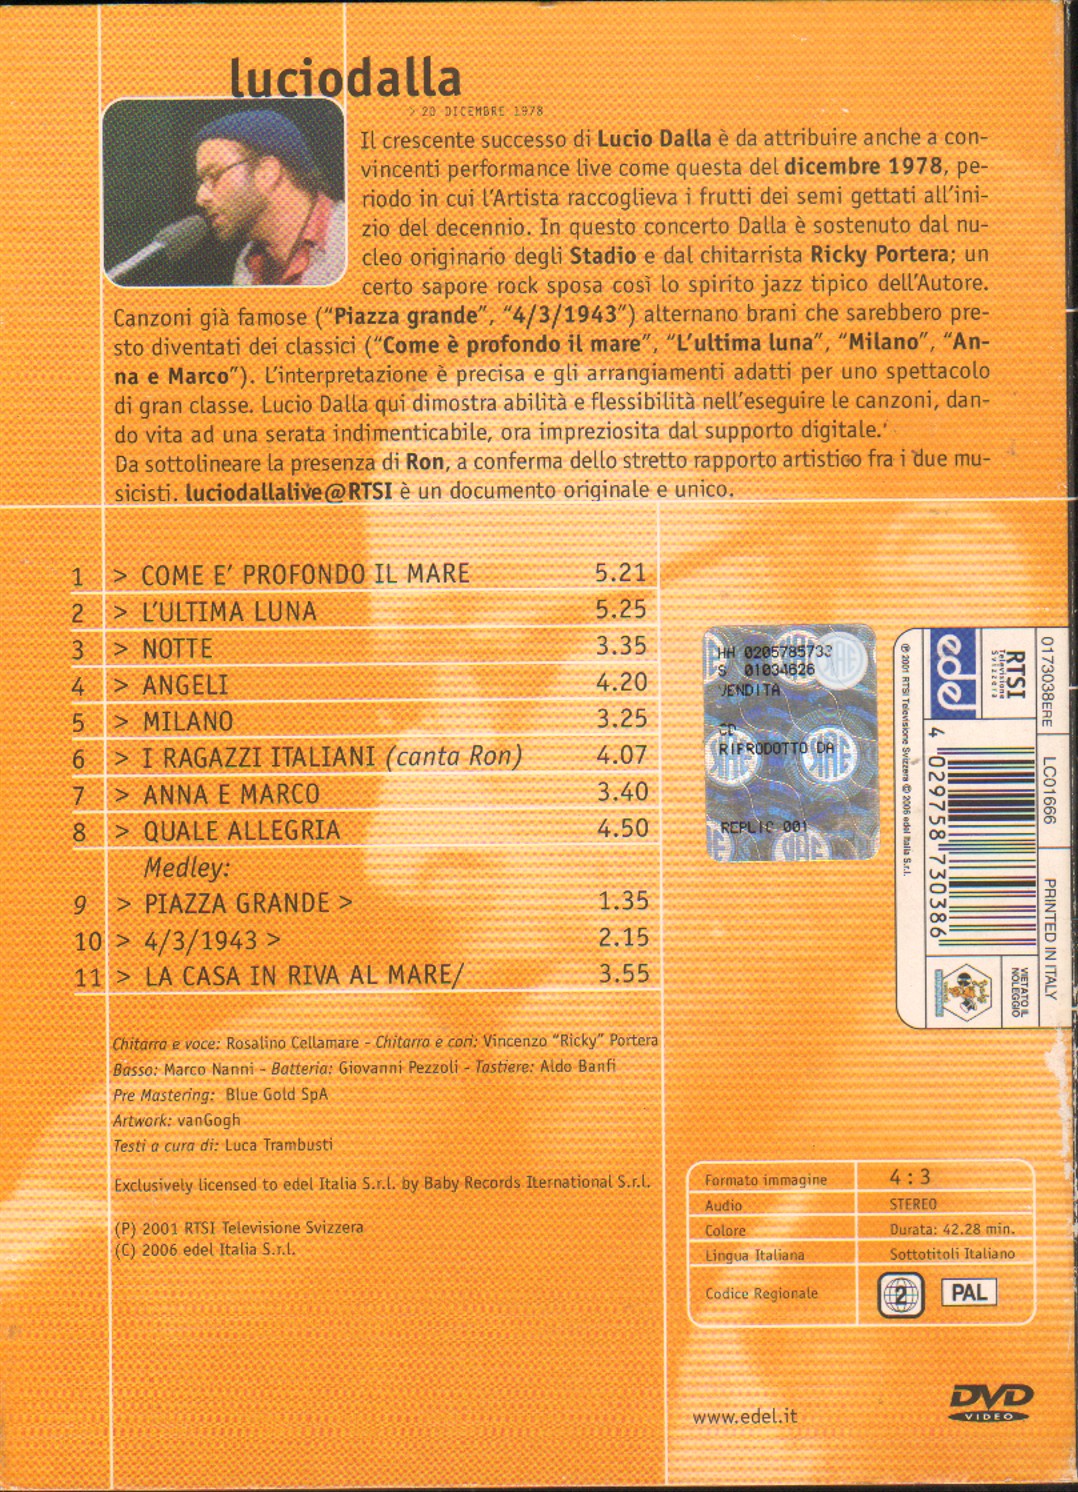 luciodalla
> 20 DICEMBRE 1978
Il crescente successo di Lucio Dalla è da attribuire anche a con-
vincenti performance live come questa del dicembre 1978, pe-
riodo in cui l'Artista raccoglieva i frutti dei semi gettati all'ini-
zio del decennio. In questo concerto Dalla è sostenuto dal nu-
cleo originario degli Stadio e dal chitarrista Ricky Portera; un
certo sapore rock sposa così lo spirito jazz tipico dell'Autore.
Canzoni già famose ("Piazza grande", "4/3/1943") alternano brani che sarebbero pre-
sto diventati dei classici ("Come è profondo il mare", "L'ultima luna", "Milano", "An-
na e Marco"). L'interpretazione è precisa e gli arrangiamenti adatti per uno spettacolo
di gran classe. Lucio Dalla qui dimostra abilità e flessibilità nell'eseguire le canzoni, dan-
do vita ad una serata indimenticabile, ora impreziosita dal supporto digitale.
Da sottolineare la presenza di Ron, a conferma dello stretto rapporto artistico fra i due mu-
sicisti. luciodallalive@RTSI è un documento originale e unico.
1 > COME E' PROFONDO IL MARE 5.21
2 > L'ULTIMA LUNA 5.25
3 > NOTTE 3.35
4 > ANGELI 4.20
5 > MILANO 3.25
6 > I RAGAZZI ITALIANI (canta Ron) 4.07
7 > ANNA E MARCO 3.40
8 > QUALE ALLEGRIA 4.50
Medley:
9 > PIAZZA GRANDE > 1.35
10 > 4/3/1943 > 2.15
11 > LA CASA IN RIVA AL MARE/ 3.55
HH 0205785733
S 01034626
VENDITA
CD
RIPRODOTTO DA
REPLIC 001
SIAE
0173038ERE
LC01666
PRINTED IN ITALY
RTSI
Televisione
Svizzera
VIETATO IL
NOLEGGIO
edel
4 029758 730386
℗ 2001 RTSI Televisione Svizzera © 2006 edel Italia S.r.l.
Chitarra e voce: Rosalino Cellamare - Chitarra e cori: Vincenzo "Ricky" Portera
Basso: Marco Nanni - Batteria: Giovanni Pezzoli - Tastiere: Aldo Banfi
Pre Mastering: Blue Gold SpA
Artwork: vanGogh
Testi a cura di: Luca Trambusti
Exclusively licensed to edel Italia S.r.l. by Baby Records Iternational S.r.l.
(P) 2001 RTSI Televisione Svizzera
(C) 2006 edel Italia S.r.l.
Formato immagine 4 : 3
Audio STEREO
Colore Durata: 42.28 min.
Lingua Italiana Sottotitoli Italiano
Codice Regionale 2 PAL
www.edel.it
DVD
VIDEO